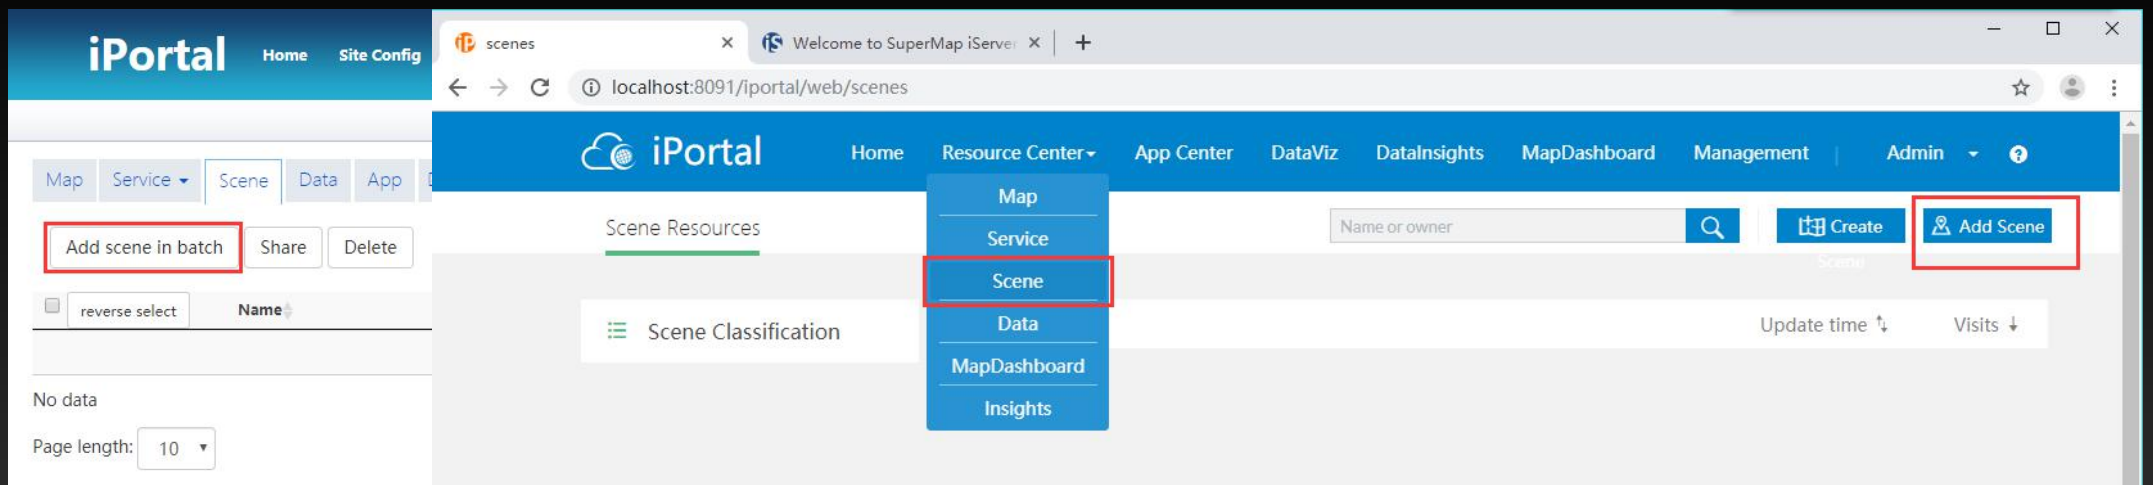 iPortal Home Site Config
Map Service Scene Data App
Add scene in batch Share Delete
reverse select Name
No data
Page length: 10
scenes Welcome to SuperMap iServer
localhost:8091/iportal/web/scenes
iPortal Home Resource Center App Center DataViz DataInsights MapDashboard Management Admin
Map
Service
Scene
Data
MapDashboard
Insights
Scene Resources Name or owner Create Add Scene
Scene
Scene Classification Update time Visits